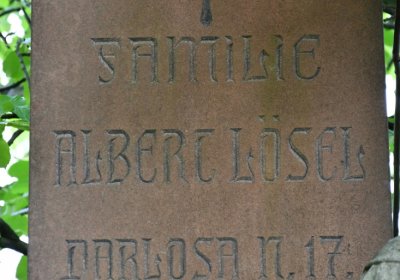 FAMILIE
ALBERT LÖSEL
DARLOSA N. 17.